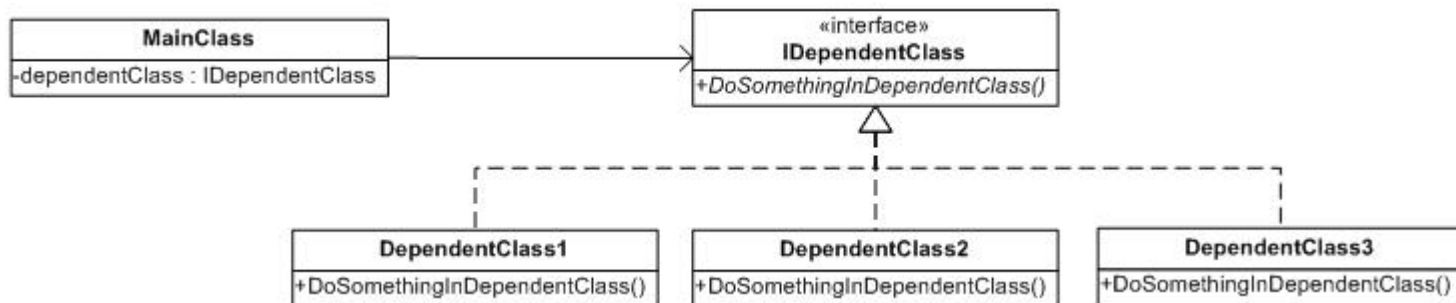 MainClass
-dependentClass : IDependentClass
«interface»
IDependentClass
+DoSomethingInDependentClass()
DependentClass1
+DoSomethingInDependentClass()
DependentClass2
+DoSomethingInDependentClass()
DependentClass3
+DoSomethingInDependentClass()